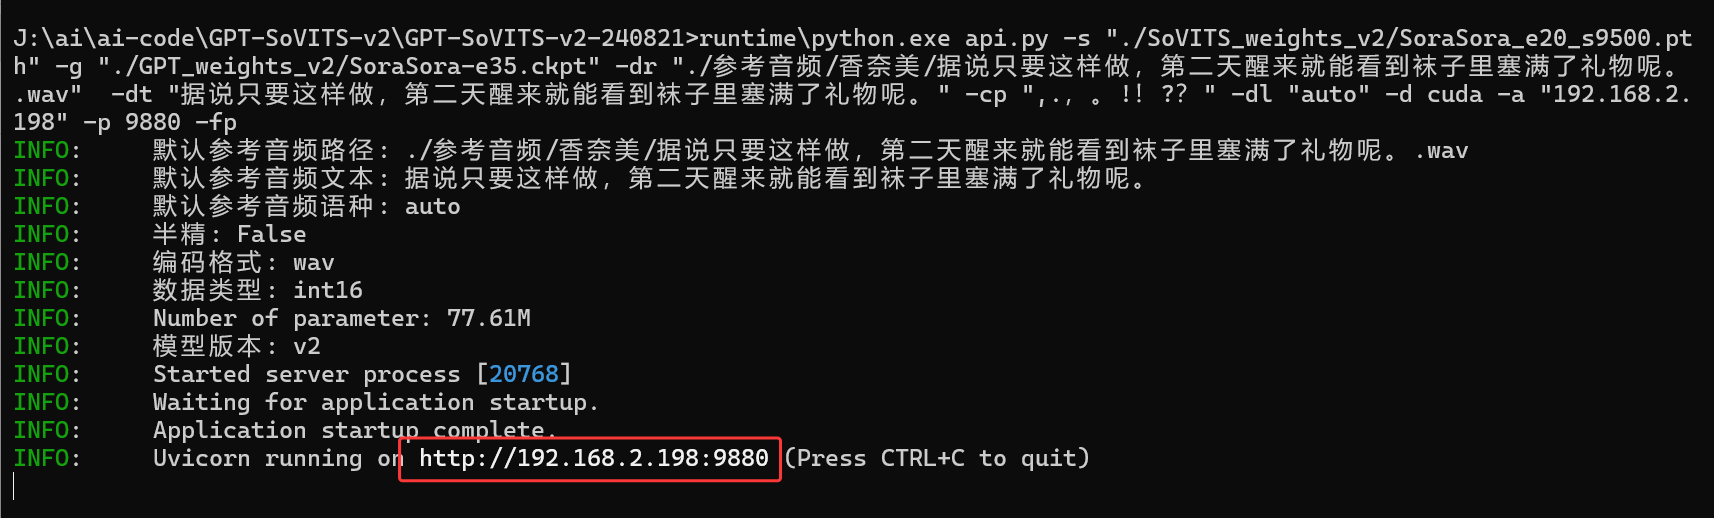 J:\ai\ai-code\GPT-SoVITS-v2\GPT-SoVITS-v2-240821>runtime\python.exe api.py -s "./SoVITS_weights_v2/SoraSora_e20_s9500.pt
h" -g "./GPT_weights_v2/SoraSora-e35.ckpt" -dr "./参考音频/香奈美/据说只要这样做，第二天醒来就能看到袜子里塞满了礼物呢。
.wav"  -dt "据说只要这样做，第二天醒来就能看到袜子里塞满了礼物呢。" -cp ",.，。!！?？" -dl "auto" -d cuda -a "192.168.2.
198" -p 9880 -fp
INFO:     默认参考音频路径: ./参考音频/香奈美/据说只要这样做，第二天醒来就能看到袜子里塞满了礼物呢。.wav
INFO:     默认参考音频文本: 据说只要这样做，第二天醒来就能看到袜子里塞满了礼物呢。
INFO:     默认参考音频语种: auto
INFO:     半精: False
INFO:     编码格式: wav
INFO:     数据类型: int16
INFO:     Number of parameter: 77.61M
INFO:     模型版本: v2
INFO:     Started server process [20768]
INFO:     Waiting for application startup.
INFO:     Application startup complete.
INFO:     Uvicorn running on http://192.168.2.198:9880 (Press CTRL+C to quit)